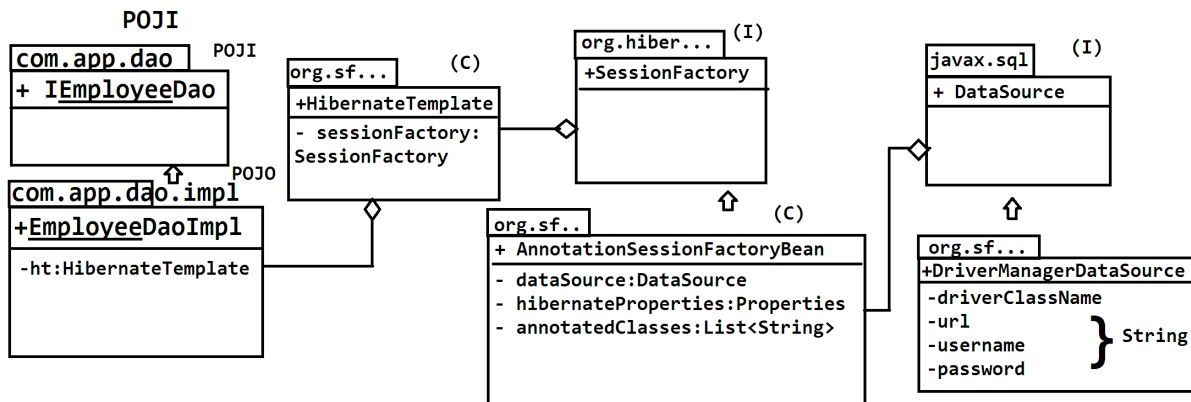 POJI
POJI
com.app.dao
+ IEmployeeDao
POJO
com.app.dao.impl
+EmployeeDaoImpl
-ht:HibernateTemplate
(C)
org.sf...
+HibernateTemplate
- sessionFactory:
SessionFactory
(I)
org.hiber...
+SessionFactory
(C)
org.sf..
+ AnnotationSessionFactoryBean
- dataSource:DataSource
- hibernateProperties:Properties
- annotatedClasses:List<String>
(I)
javax.sql
+ DataSource
org.sf...
+DriverManagerDataSource
-driverClassName
-url
-username
-password
} String